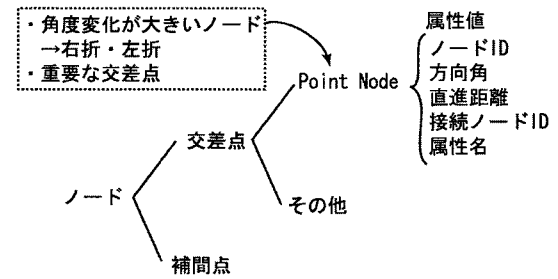 ・角度変化が大きいノード
→右折・左折
・重要な交差点
Point Node
属性値
ノードID
方向角
直進距離
接続ノードID
属性名
交差点
ノード
その他
補間点